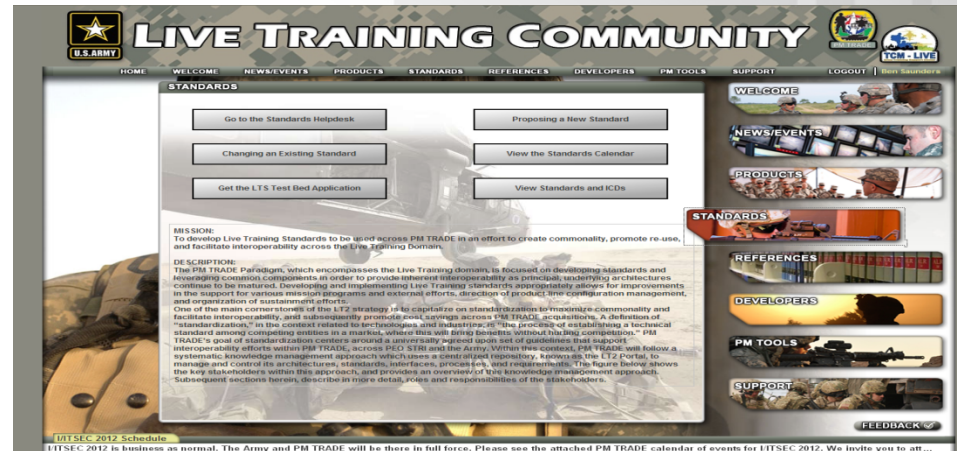 U.S.ARMY
LIVE TRAINING COMMUNITY
PM TRADE
TCM - LIVE
HOME WELCOME NEWS/EVENTS PRODUCTS STANDARDS REFERENCES DEVELOPERS PM TOOLS SUPPORT LOGOUT | Ben Saunders
STANDARDS
Go to the Standards Helpdesk
Proposing a New Standard
Changing an Existing Standard
View the Standards Calendar
Get the LTS Test Bed Application
View Standards and ICDs
MISSION:
To develop Live Training Standards to be used across PM TRADE in an effort to create commonality, promote re-use,
and facilitate interoperability across the Live Training Domain.
DESCRIPTION:
The PM TRADE Paradigm, which encompasses the Live Training domain, is focused on developing standards and
leveraging common components in order to provide inherent interoperability as principal, underlying architectures
continue to be matured. Developing and implementing Live Training standards appropriately allows for improvements
in the support for various mission programs and external efforts, direction of product line configuration management,
and organization of sustainment efforts.
One of the main cornerstones of the LT2 strategy is to capitalize on standardization to maximize commonality and
facilitate interoperability, and subsequently promote cost savings across PM TRADE acquisitions. A definition of
"standardization," in the context related to technologies and industries, is "the process of establishing a technical
standard among competing entities in a market, where this will bring benefits without hurting competition." PM
TRADE's goal of standardization centers around a universally agreed upon set of guidelines that support
interoperability efforts within PM TRADE, across PEO STRI and the Army. Within this context, PM TRADE will follow a
systematic knowledge management approach which uses a centralized repository, known as the LT2 Portal, to
manage and control its architectures, standards, interfaces, processes, and requirements. The figure below shows
the key stakeholders within this approach, and provides an overview of this knowledge management approach.
Subsequent sections herein, describe in more detail, roles and responsibilities of the stakeholders.
WELCOME
NEWS/EVENTS
PRODUCTS
STANDARDS
REFERENCES
DEVELOPERS
PM TOOLS
SUPPORT
FEEDBACK
I/ITSEC 2012 Schedule
I/ITSEC 2012 is business as normal. The Army and PM TRADE will be there in full force. Please see the attached PM TRADE calendar of events for I/ITSEC 2012. We invite you to att...